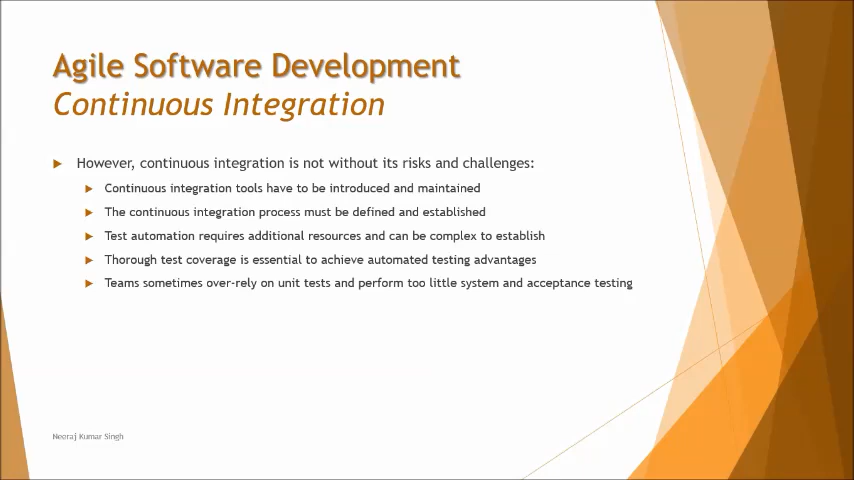 Agile Software Development
Continuous Integration
However, continuous integration is not without its risks and challenges:
Continuous integration tools have to be introduced and maintained
The continuous integration process must be defined and established
Test automation requires additional resources and can be complex to establish
Thorough test coverage is essential to achieve automated testing advantages
Teams sometimes over-rely on unit tests and perform too little system and acceptance testing
Neeraj Kumar Singh